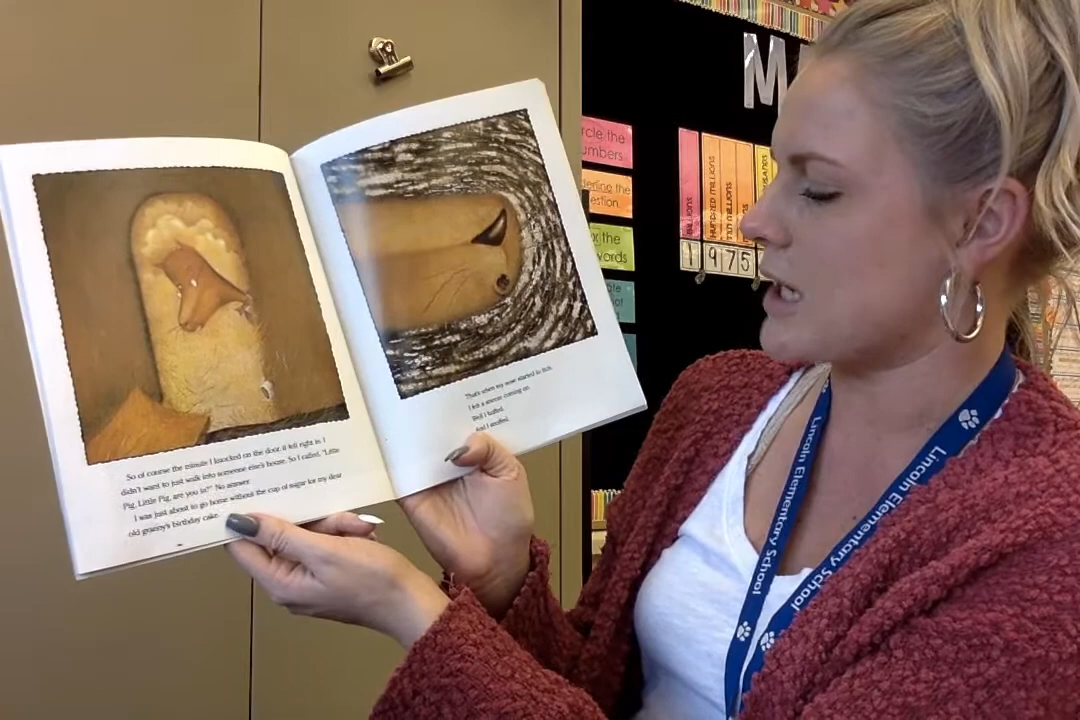 So of course the minute I knocked on the door, it fell right in. I
didn't want to just walk into someone else's house. So I called, "Little
Pig, Little Pig, are you in?" No answer.
I was just about to go home without the cup of sugar for my dear
old granny's birthday cake.
That's when my nose started to itch.
I felt a sneeze coming on.
Well I huffed.
And I snuffed.
M
rcle the
umbers.
derline the
estion.
x the
words
ate
ot
HUNDRED MILLIONS
TEN MILLIONS
1 9 7 5
Lincoln Elementary School
Lincoln Elementary School